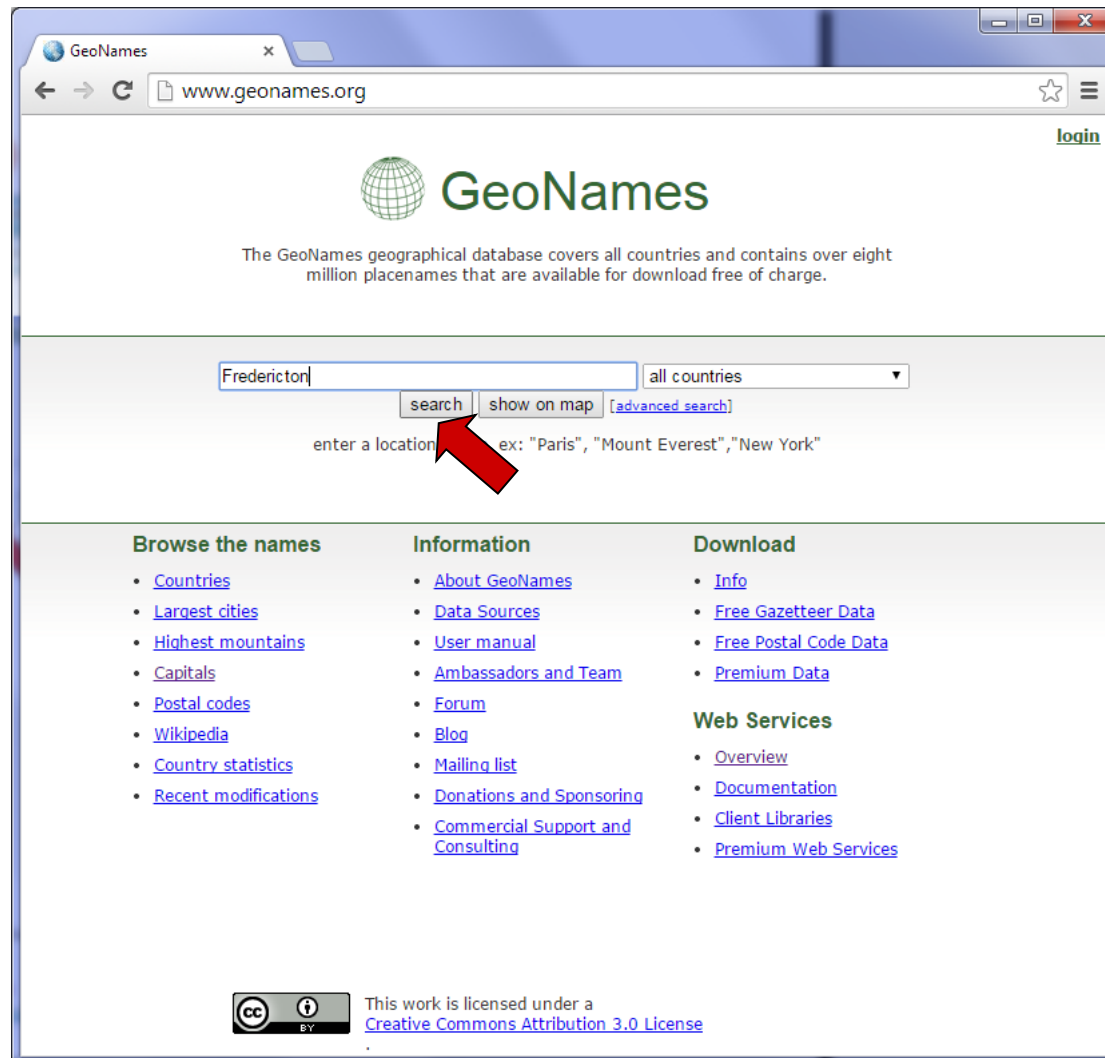 GeoNames
www.geonames.org
login
GeoNames
The GeoNames geographical database covers all countries and contains over eight
million placenames that are available for download free of charge.
Fredericton all countries
search show on map [advanced search]
enter a location ex: "Paris", "Mount Everest","New York"
Browse the names
Countries
Largest cities
Highest mountains
Capitals
Postal codes
Wikipedia
Country statistics
Recent modifications
Information
About GeoNames
Data Sources
User manual
Ambassadors and Team
Forum
Blog
Mailing list
Donations and Sponsoring
Commercial Support and
Consulting
Download
Info
Free Gazetteer Data
Free Postal Code Data
Premium Data
Web Services
Overview
Documentation
Client Libraries
Premium Web Services
cc BY
This work is licensed under a
Creative Commons Attribution 3.0 License
.